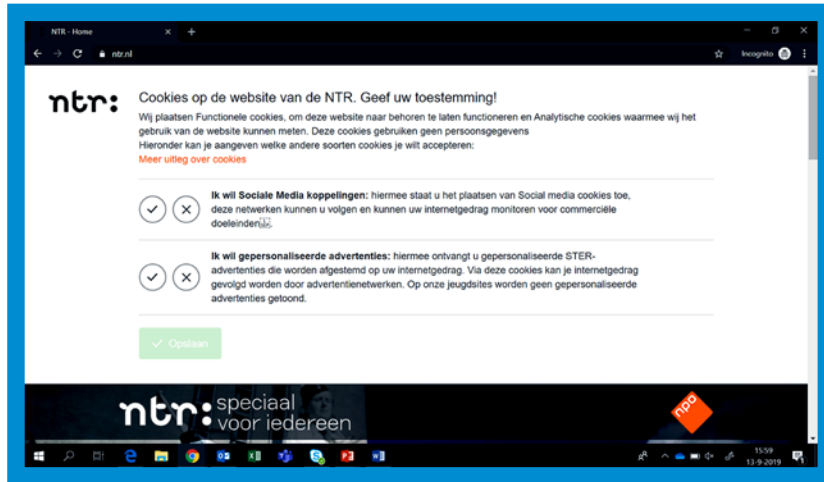 NTR - Home
ntr.nl
Incognito
ntr:
Cookies op de website van de NTR. Geef uw toestemming!
Wij plaatsen Functionele cookies, om deze website naar behoren te laten functioneren en Analytische cookies waarmee wij het
gebruik van de website kunnen meten. Deze cookies gebruiken geen persoonsgegevens
Hieronder kan je aangeven welke andere soorten cookies je wilt accepteren:
Meer uitleg over cookies
Ik wil Sociale Media koppelingen: hiermee staat u het plaatsen van Social media cookies toe,
deze netwerken kunnen u volgen en kunnen uw internetgedrag monitoren voor commerciële
doeleinden.
Ik wil gepersonaliseerde advertenties: hiermee ontvangt u gepersonaliseerde STER-
advertenties die worden afgestemd op uw internetgedrag. Via deze cookies kan je internetgedrag
gevolgd worden door advertentienetwerken. Op onze jeugdsites worden geen gepersonaliseerde
advertenties getoond.
Opslaan
ntr: speciaal
voor iedereen
npo
15:59
13-9-2019